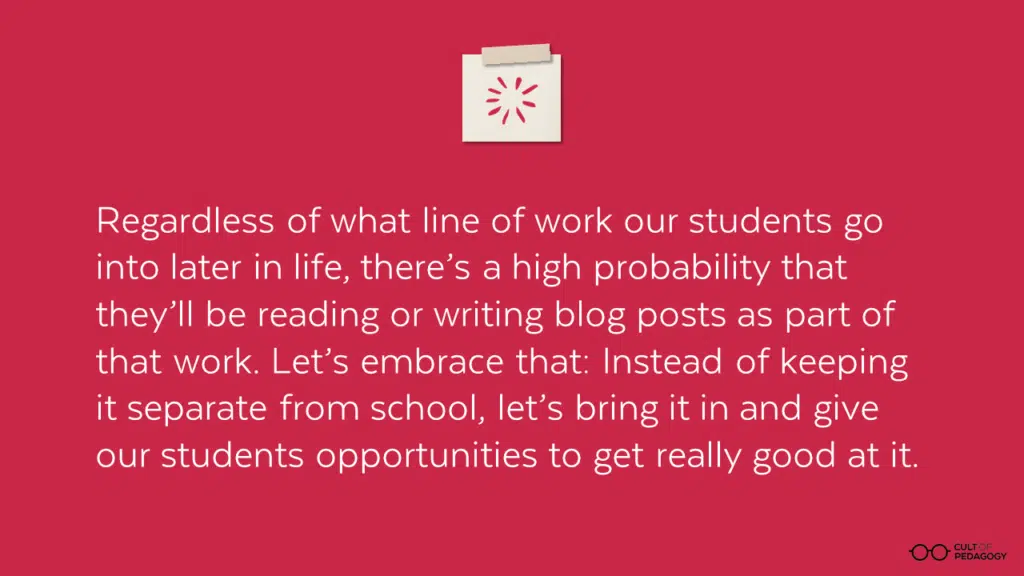 Regardless of what line of work our students go
into later in life, there’s a high probability that
they’ll be reading or writing blog posts as part of
that work. Let’s embrace that: Instead of keeping
it separate from school, let’s bring it in and give
our students opportunities to get really good at it.
CULT OF
PEDAGOGY